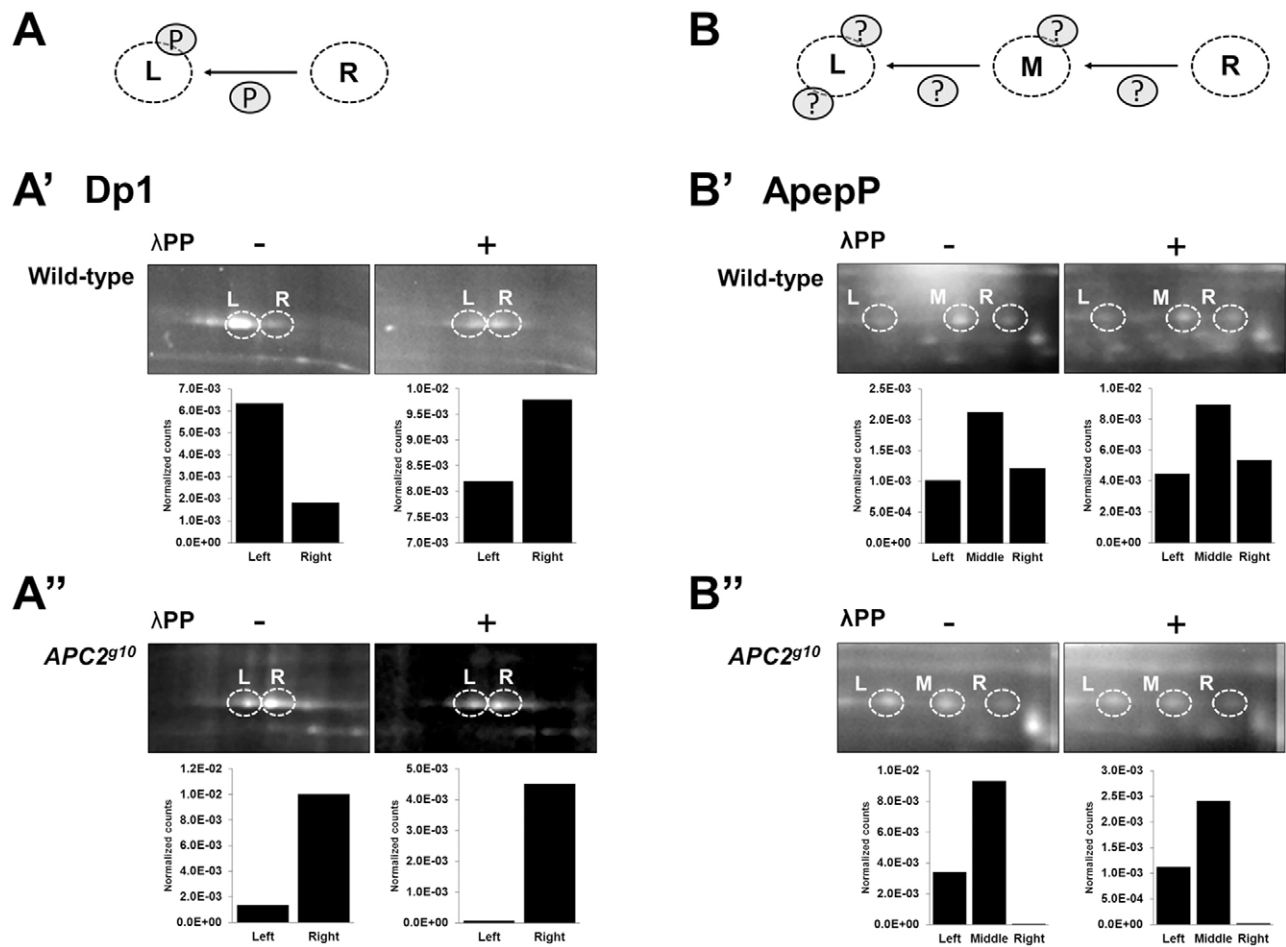 A
P
L
R
P
B
?
?
L
M
R
?
?
?
A' Dp1
λPP - +
Wild-type
L R
L R
Normalized counts
7.0E-03
6.0E-03
5.0E-03
4.0E-03
3.0E-03
2.0E-03
1.0E-03
0.0E+00
Left Right
Normalized counts
1.0E-02
9.5E-03
9.0E-03
8.5E-03
8.0E-03
7.5E-03
7.0E-03
Left Right
B' ApepP
λPP - +
Wild-type
L M R
L M R
Normalized counts
2.5E-03
2.0E-03
1.5E-03
1.0E-03
5.0E-04
0.0E+00
Left Middle Right
Normalized counts
1.0E-02
8.0E-03
6.0E-03
4.0E-03
2.0E-03
0.0E+00
Left Middle Right
A"
λPP - +
APC2g10
L R
L R
Normalized counts
1.2E-02
1.0E-02
8.0E-03
6.0E-03
4.0E-03
2.0E-03
0.0E+00
Left Right
Normalized counts
5.0E-03
4.0E-03
3.0E-03
2.0E-03
1.0E-03
0.0E+00
Left Right
B"
λPP - +
APC2g10
L M R
L M R
Normalized counts
1.0E-02
8.0E-03
6.0E-03
4.0E-03
2.0E-03
0.0E+00
Left Middle Right
Normalized counts
3.0E-03
2.5E-03
2.0E-03
1.5E-03
1.0E-03
5.0E-04
0.0E+00
Left Middle Right